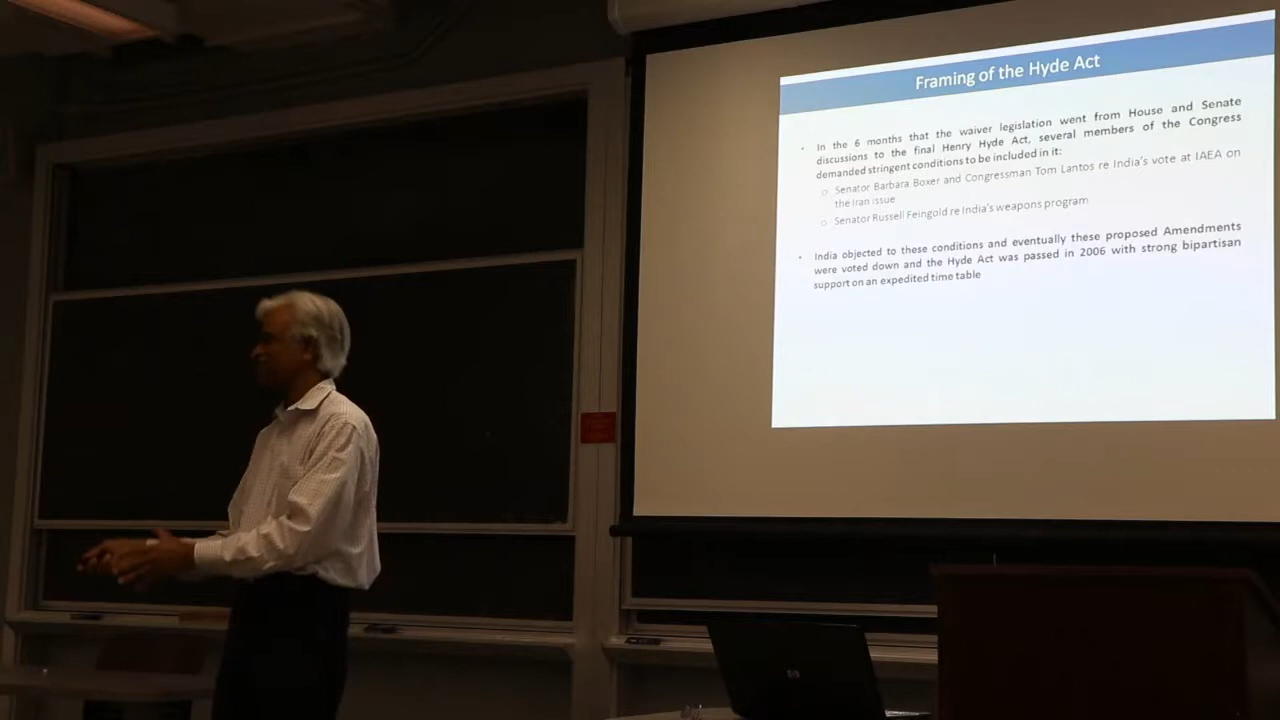 Framing of the Hyde Act
• In the 6 months that the waiver legislation went from House and Senate
discussions to the final Henry Hyde Act, several members of the Congress
demanded stringent conditions to be included in it:
○ Senator Barbara Boxer and Congressman Tom Lantos re India's vote at IAEA on
the Iran issue
○ Senator Russell Feingold re India's weapons program
• India objected to these conditions and eventually these proposed Amendments
were voted down and the Hyde Act was passed in 2006 with strong bipartisan
support on an expedited time table
hp